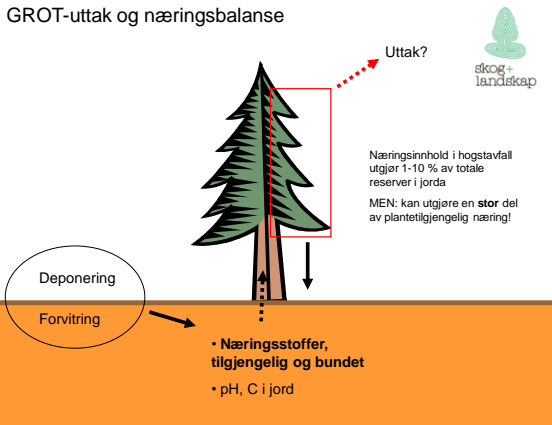 GROT-uttak og næringsbalanse
Uttak?
skog+
landskap
Næringsinnhold i hogstavfall
utgjør 1-10 % av totale
reserver i jorda
MEN: kan utgjøre en stor del
av plantetilgjengelig næring!
Deponering
Forvitring
• Næringsstoffer,
tilgjengelig og bundet
• pH, C i jord